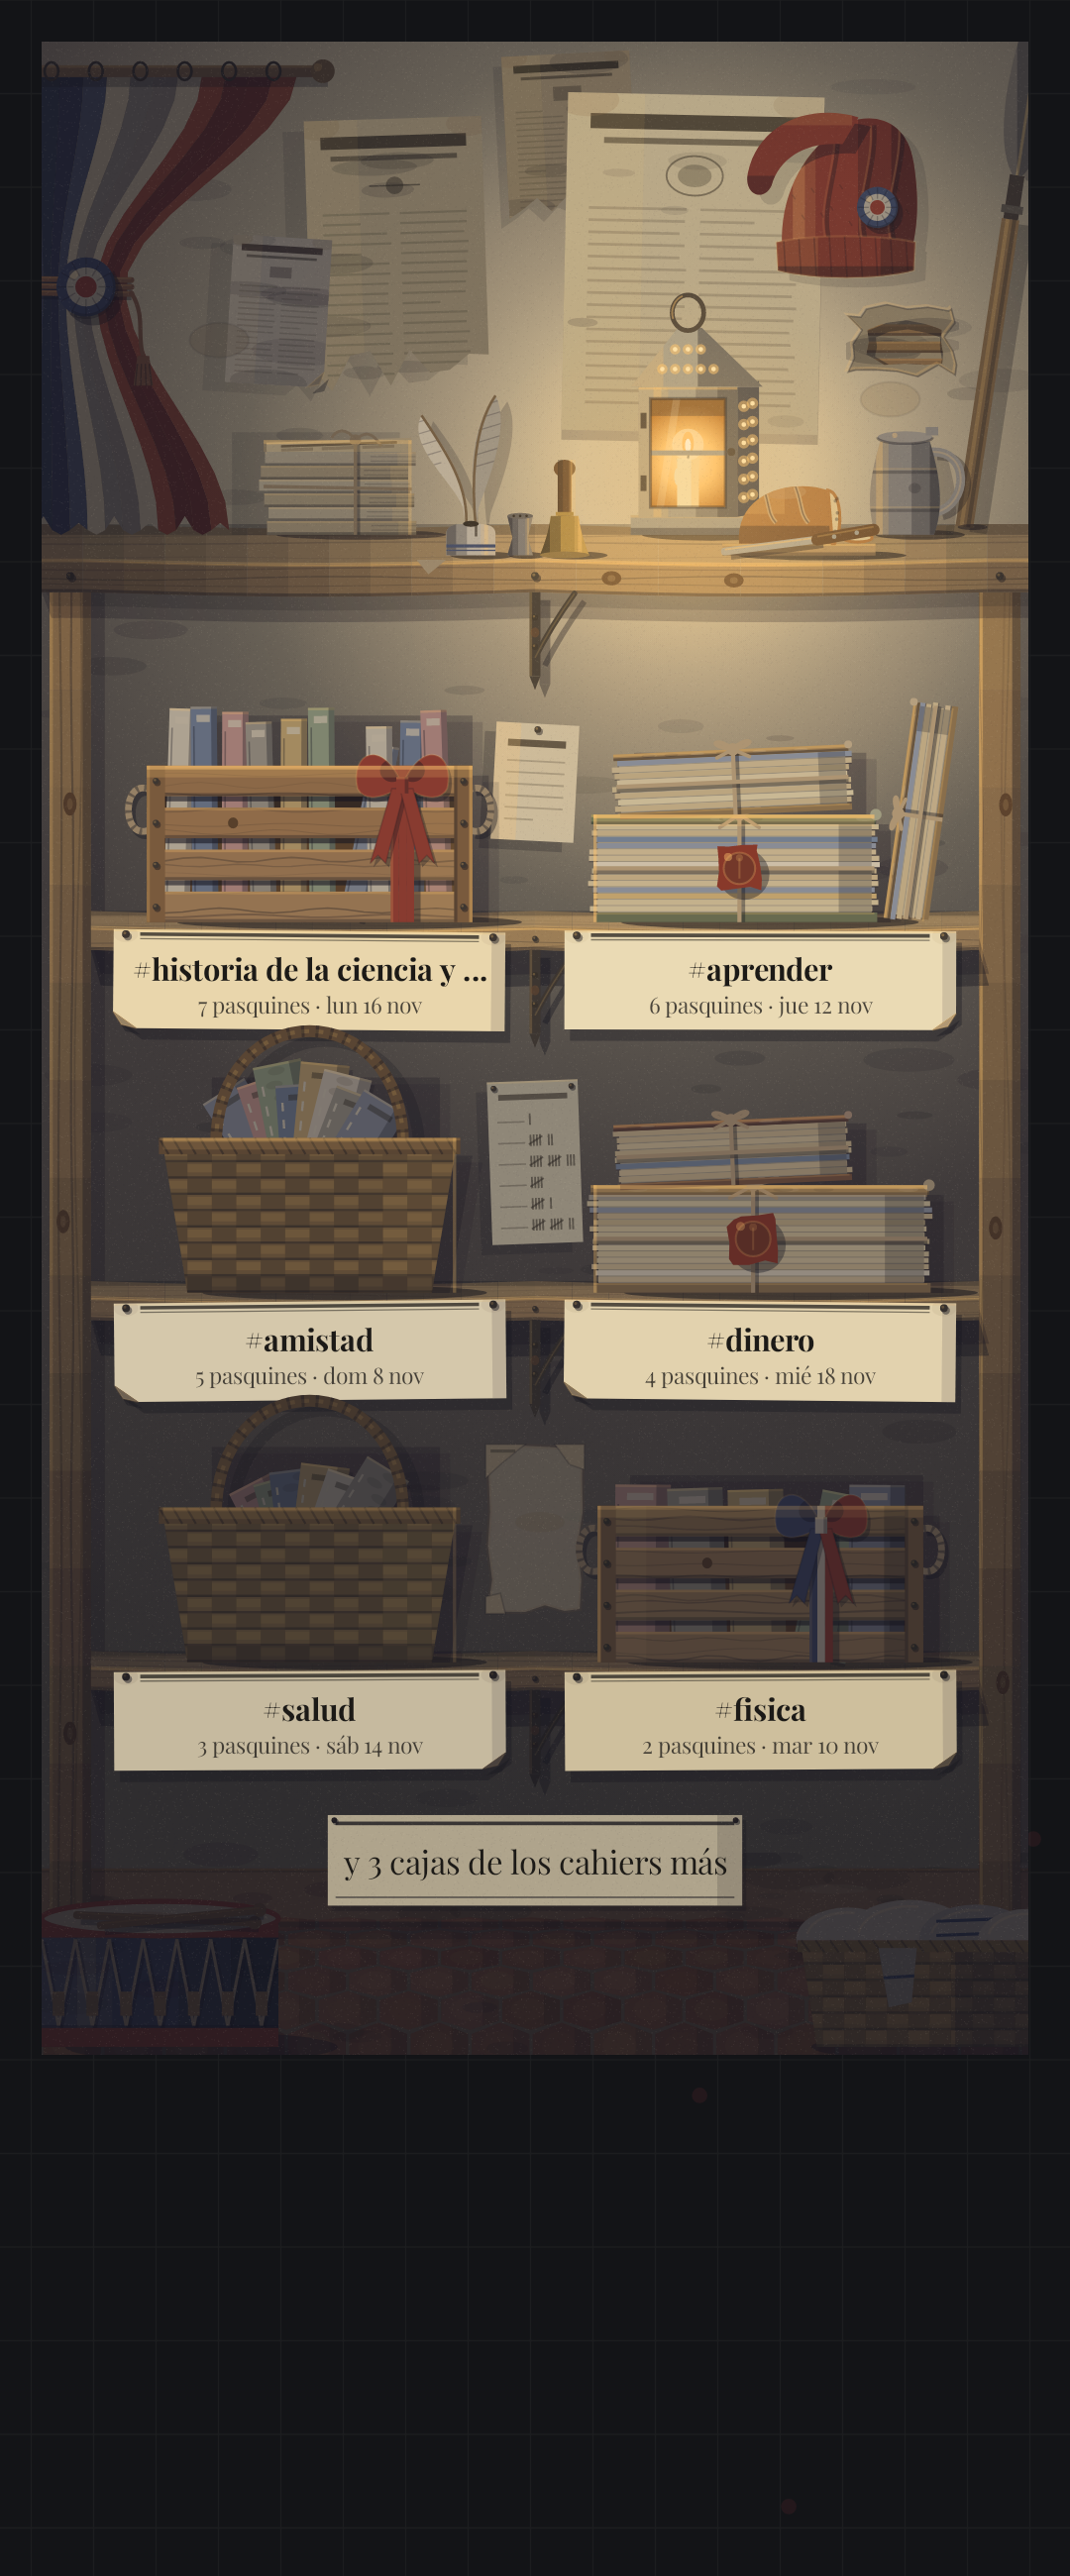 #historia de la ciencia y ...
7 pasquines · lun 16 nov
#aprender
6 pasquines · jue 12 nov
#amistad
5 pasquines · dom 8 nov
#dinero
4 pasquines · mié 18 nov
#salud
3 pasquines · sáb 14 nov
#fisica
2 pasquines · mar 10 nov
y 3 cajas de los cahiers más